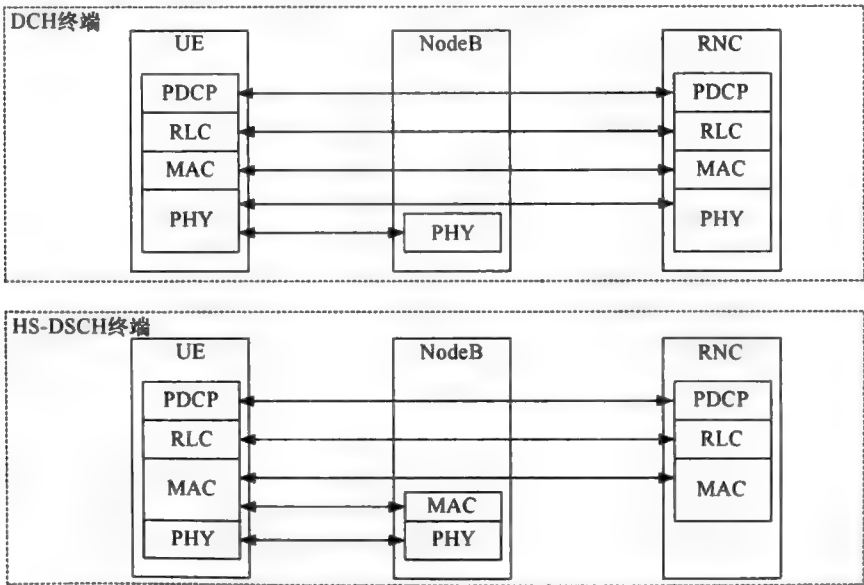 DCH终端
UE NodeB RNC
PDCP PDCP
RLC RLC
MAC MAC
PHY PHY PHY
HS-DSCH终端
UE NodeB RNC
PDCP PDCP
RLC RLC
MAC MAC MAC
PHY PHY